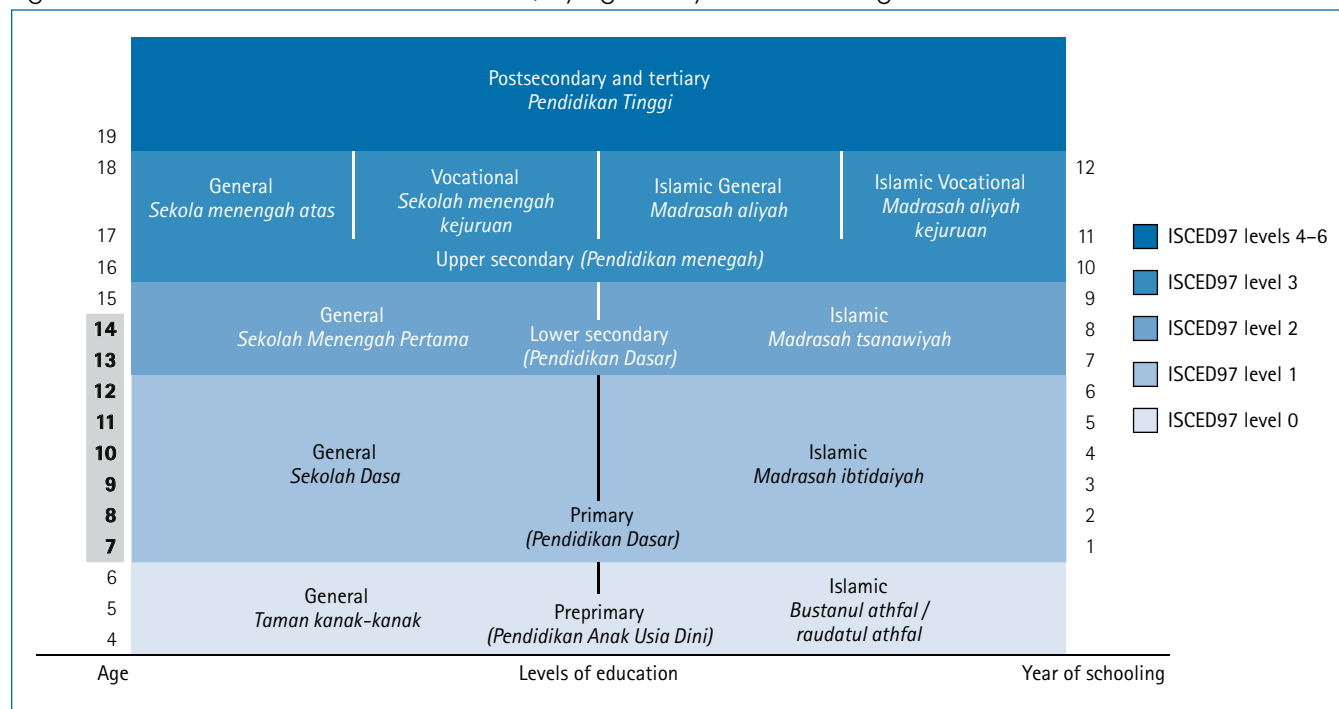 Postsecondary and tertiary
Pendidikan Tinggi
19
18
12
General
Sekola menengah atas
Vocational
Sekolah menengah
kejuruan
Islamic General
Madrasah aliyah
Islamic Vocational
Madrasah aliyah
kejuruan
17
11
Upper secondary (Pendidikan menegah)
16
10
15
9
General
Sekolah Menengah Pertama
Lower secondary
(Pendidikan Dasar)
Islamic
Madrasah tsanawiyah
14
8
13
7
12
6
11
5
General
Sekolah Dasa
Islamic
Madrasah ibtidaiyah
10
4
9
3
8
2
Primary
(Pendidikan Dasar)
7
1
6
General
Taman kanak-kanak
Preprimary
(Pendidikan Anak Usia Dini)
Islamic
Bustanul athfal /
raudatul athfal
5
4
Age
Levels of education
Year of schooling
ISCED97 levels 4–6
ISCED97 level 3
ISCED97 level 2
ISCED97 level 1
ISCED97 level 0